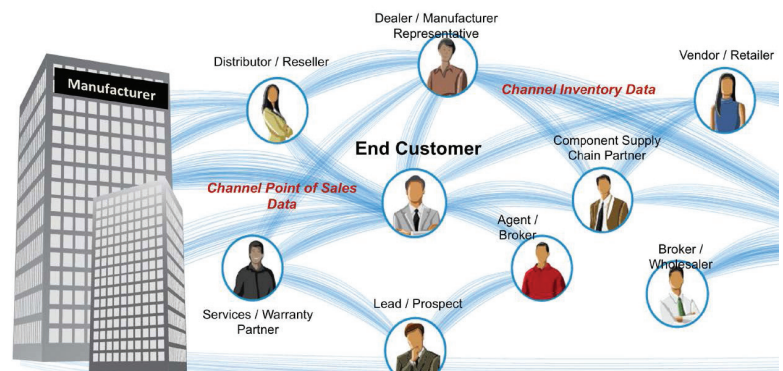 Dealer / Manufacturer
Representative
Distributor / Reseller
Vendor / Retailer
Manufacturer
Channel Inventory Data
End Customer
Component Supply
Chain Partner
Channel Point of Sales
Data
Agent /
Broker
Broker /
Wholesaler
Services / Warranty
Partner
Lead / Prospect